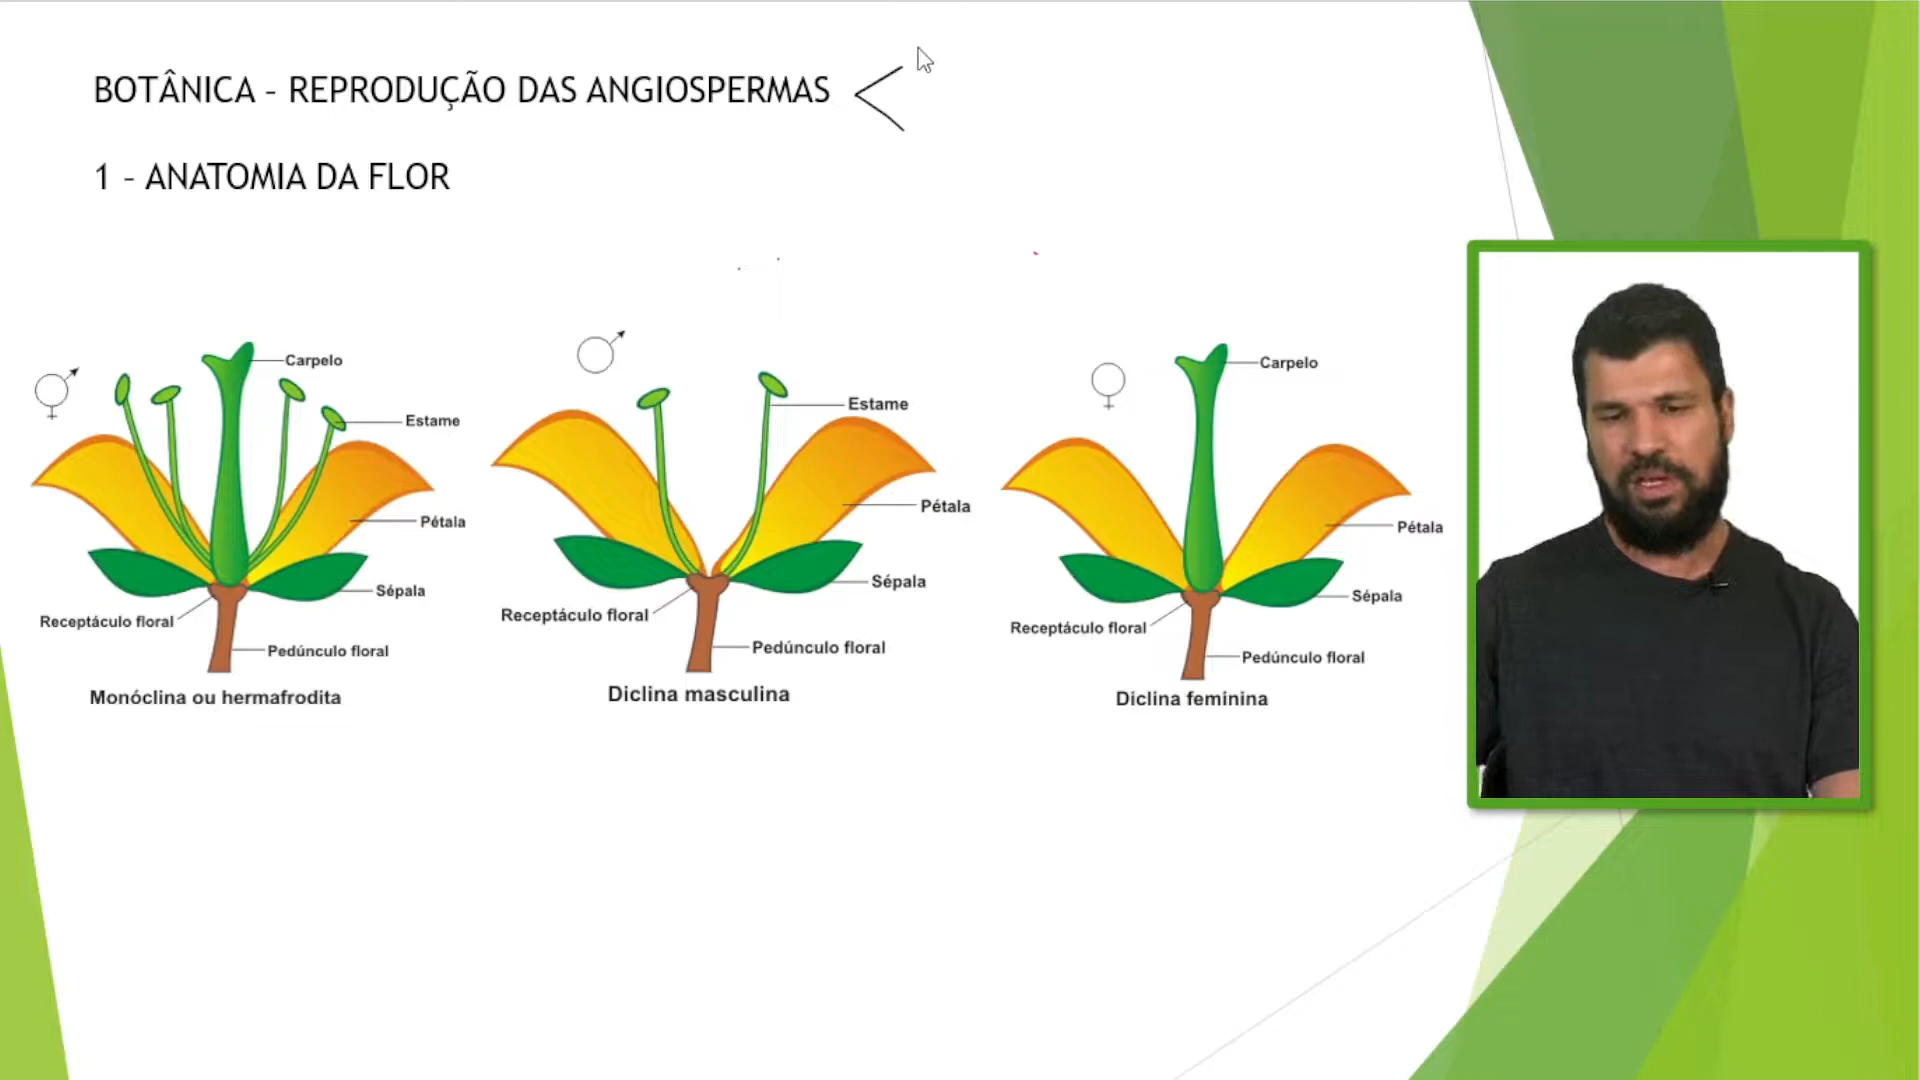 BOTÂNICA – REPRODUÇÃO DAS ANGIOSPERMAS
1 – ANATOMIA DA FLOR
Carpelo
Estame
Pétala
Sépala
Receptáculo floral
Pedúnculo floral
Monóclina ou hermafrodita
Estame
Pétala
Sépala
Receptáculo floral
Pedúnculo floral
Diclina masculina
Carpelo
Pétala
Sépala
Receptáculo floral
Pedúnculo floral
Diclina feminina